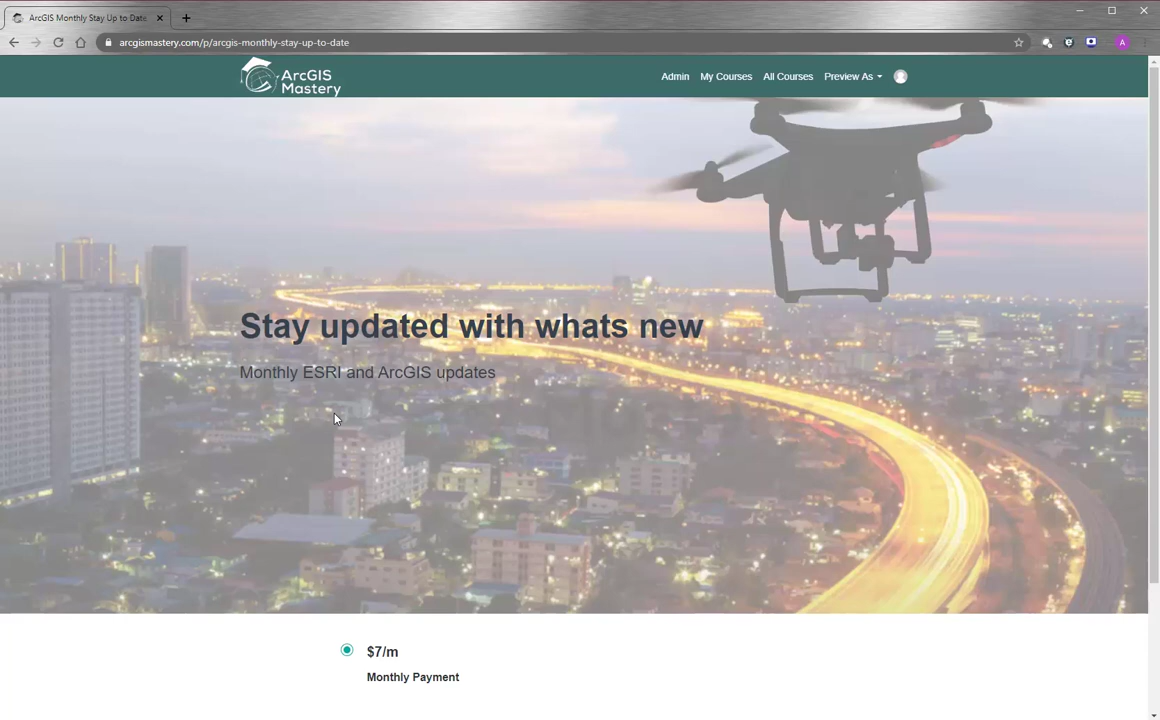 ArcGIS Monthly Stay Up to Date
arcgismastery.com/p/arcgis-monthly-stay-up-to-date
A
ArcGIS
Mastery
Admin
My Courses
All Courses
Preview As
Stay updated with whats new
Monthly ESRI and ArcGIS updates
$7/m
Monthly Payment